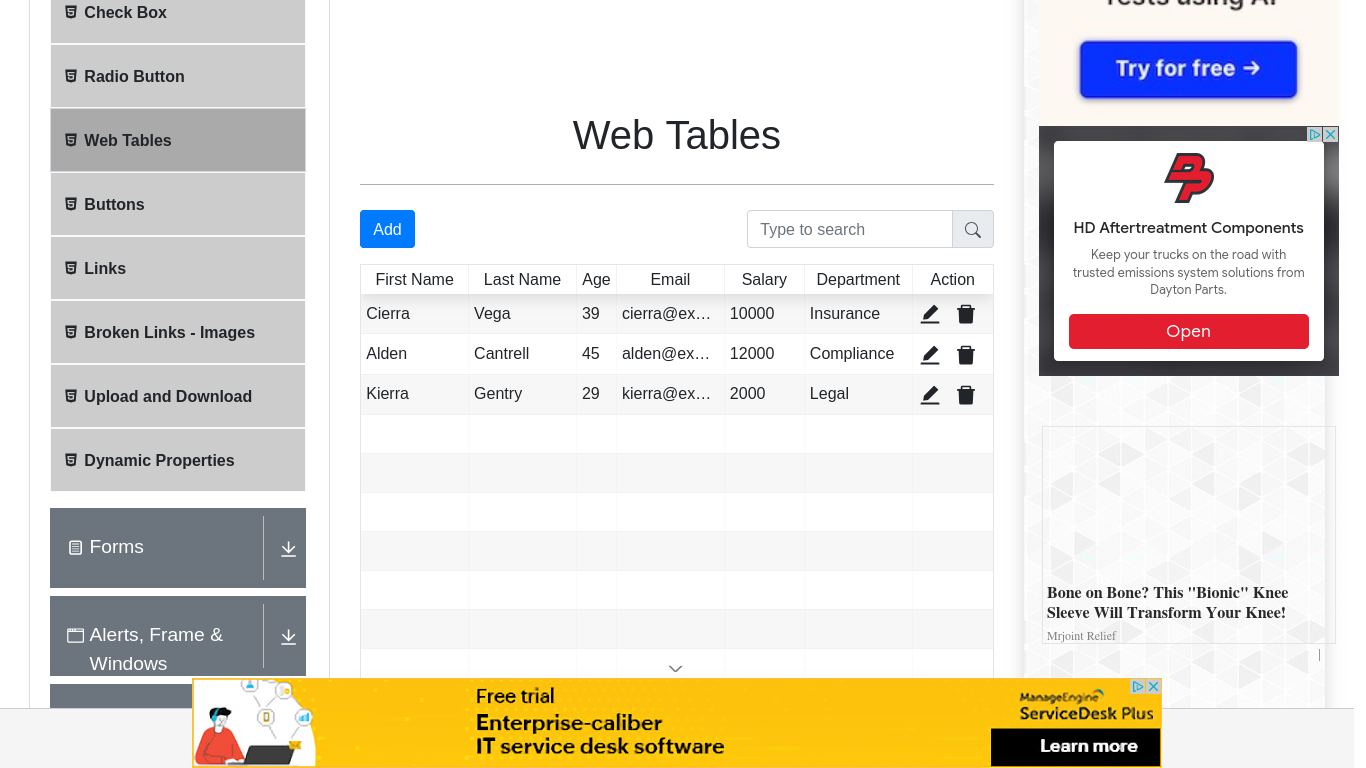 Check Box
Radio Button
Web Tables
Buttons
Links
Broken Links - Images
Upload and Download
Dynamic Properties
Forms
Alerts, Frame &
Windows
Web Tables
Add
Type to search
First Name Last Name Age Email Salary Department Action
Cierra Vega 39 cierra@ex… 10000 Insurance
Alden Cantrell 45 alden@ex… 12000 Compliance
Kierra Gentry 29 kierra@ex… 2000 Legal
Tests using AI
Try for free →
HD Aftertreatment Components
Keep your trucks on the road with
trusted emissions system solutions from
Dayton Parts.
Open
Bone on Bone? This "Bionic" Knee
Sleeve Will Transform Your Knee!
Mrjoint Relief
Free trial
Enterprise-caliber
IT service desk software
ManageEngine
ServiceDesk Plus
Learn more